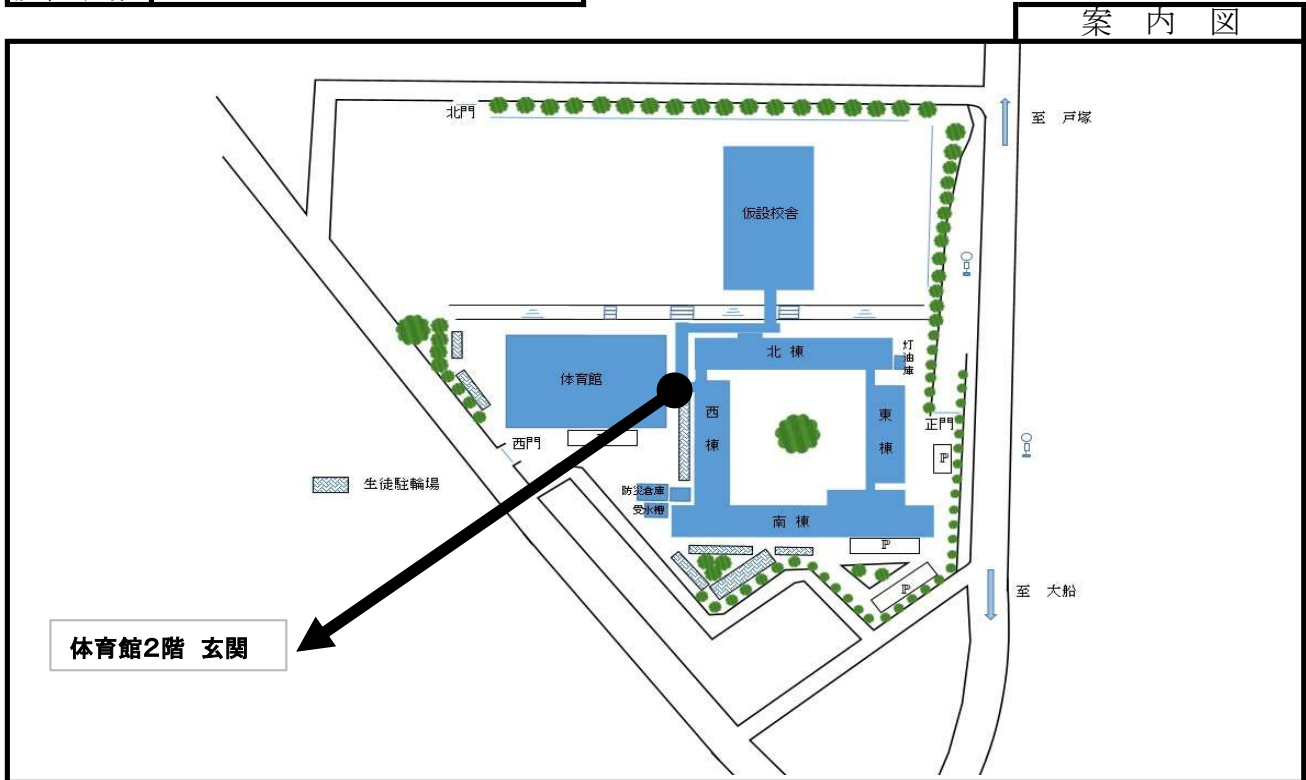 案 内 図
北門
至 戸塚
仮設校舎
北 棟
灯油庫
体育館
西棟
東棟
正門
西門
P
生徒駐輪場
防災倉庫
受水槽
南 棟
P
P
至 大船
体育館2階 玄関